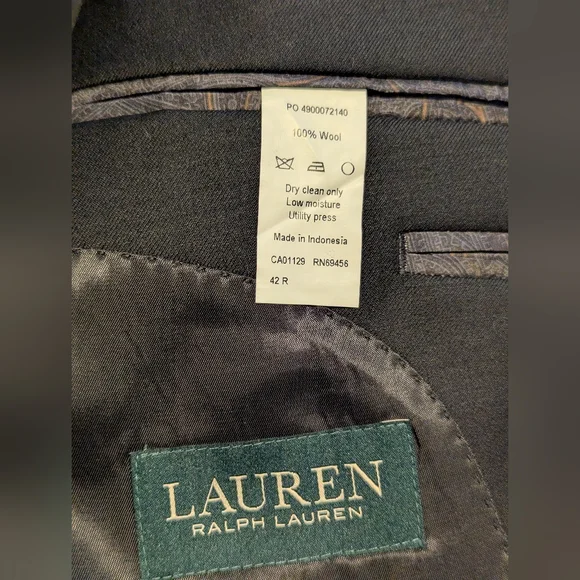 PO 4900072140
100% Wool
Dry clean only
Low moisture
Utility press
Made in Indonesia
CA01129 RN69456
42 R
LAUREN
RALPH LAUREN